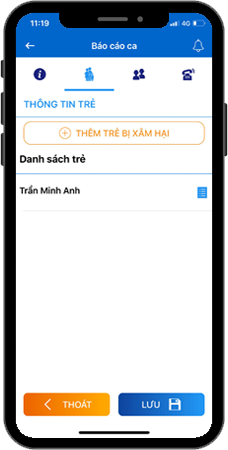 11:19
4G
Báo cáo ca
THÔNG TIN TRẺ
THÊM TRẺ BỊ XÂM HẠI
Danh sách trẻ
Trần Minh Anh
THOÁT
LƯU